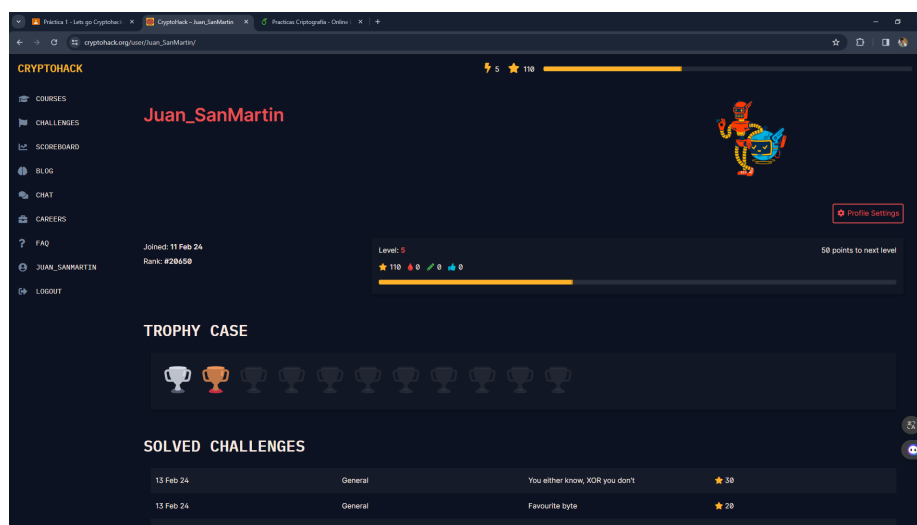 Práctica 1 - Lets go Cryptohac
CryptoHack – Juan_SanMartin
Practicas Criptografia - Online
cryptohack.org/user/Juan_SanMartin/
CRYPTOHACK
5 110
COURSES
CHALLENGES
SCOREBOARD
BLOG
CHAT
CAREERS
FAQ
JUAN_SANMARTIN
LOGOUT
Juan_SanMartin
Profile Settings
Joined: 11 Feb 24
Rank: #20650
Level: 5
50 points to next level
110 0 0 0
TROPHY CASE
SOLVED CHALLENGES
13 Feb 24 General You either know, XOR you don't 30
13 Feb 24 General Favourite byte 20